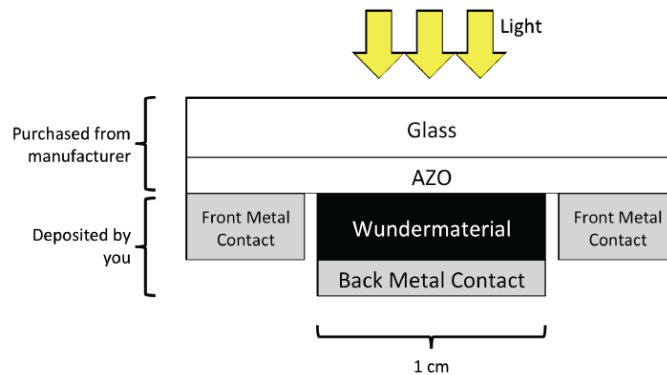 Light
Purchased from
manufacturer
Glass
AZO
Deposited by
you
Front Metal
Contact
Wundermaterial
Front Metal
Contact
Back Metal Contact
1 cm